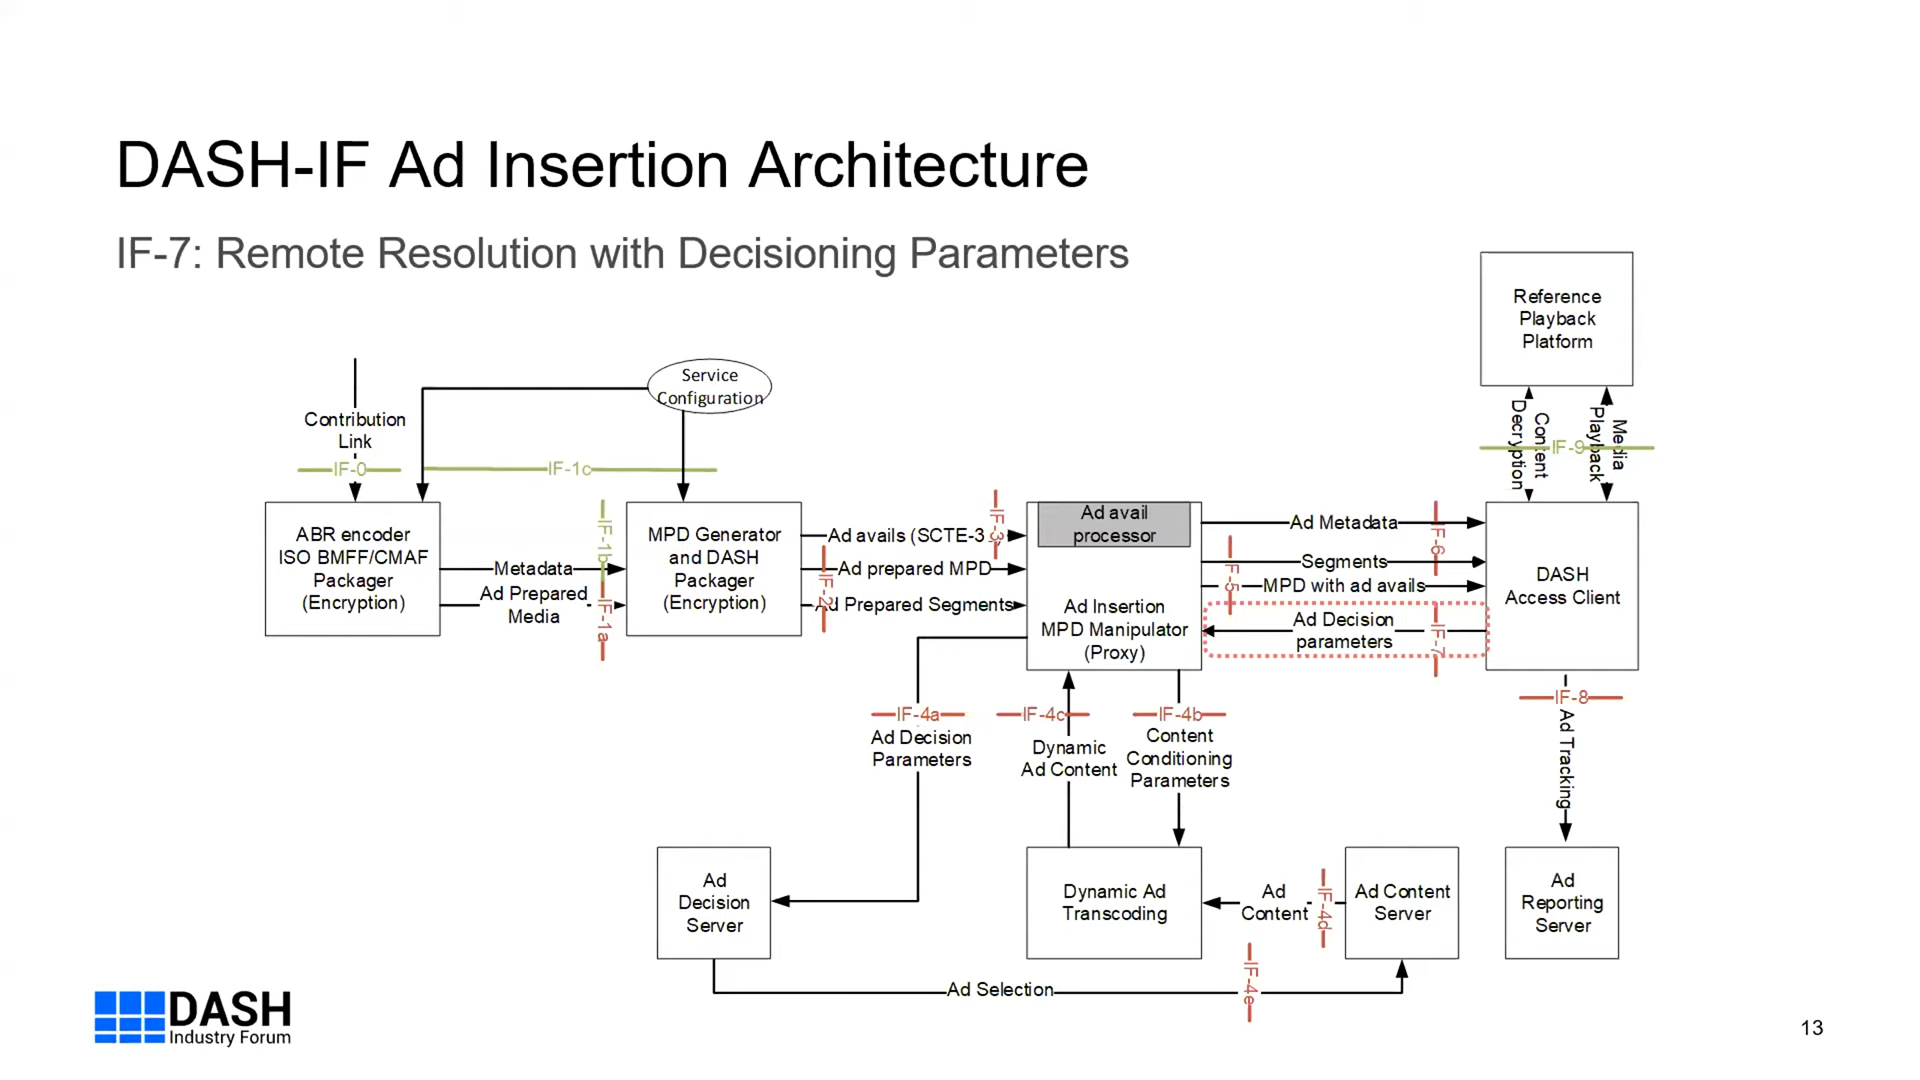 DASH-IF Ad Insertion Architecture
IF-7: Remote Resolution with Decisioning Parameters
Reference
Playback
Platform
Service
Configuration
Contribution
Link
IF-0
IF-1c
Content
Decryption
Media
Playback
IF-9
ABR encoder
ISO BMFF/CMAF
Packager
(Encryption)
Metadata
Ad Prepared
Media
IF-1b
IF-1a
MPD Generator
and DASH
Packager
(Encryption)
Ad avails (SCTE-3
IF-3
Ad prepared MPD
IF-2
Ad Prepared Segments
Ad avail
processor
Ad Insertion
MPD Manipulator
(Proxy)
Ad Metadata
IF-6
Segments
IF-5
MPD with ad avails
Ad Decision
parameters
IF-7
DASH
Access Client
IF-8
Ad Tracking
IF-4a
Ad Decision
Parameters
IF-4c
Dynamic
Ad Content
IF-4b
Content
Conditioning
Parameters
Ad
Decision
Server
Dynamic Ad
Transcoding
Ad
Content
IF-4d
Ad Content
Server
Ad
Reporting
Server
Ad Selection
IF-4e
DASH
Industry Forum
13